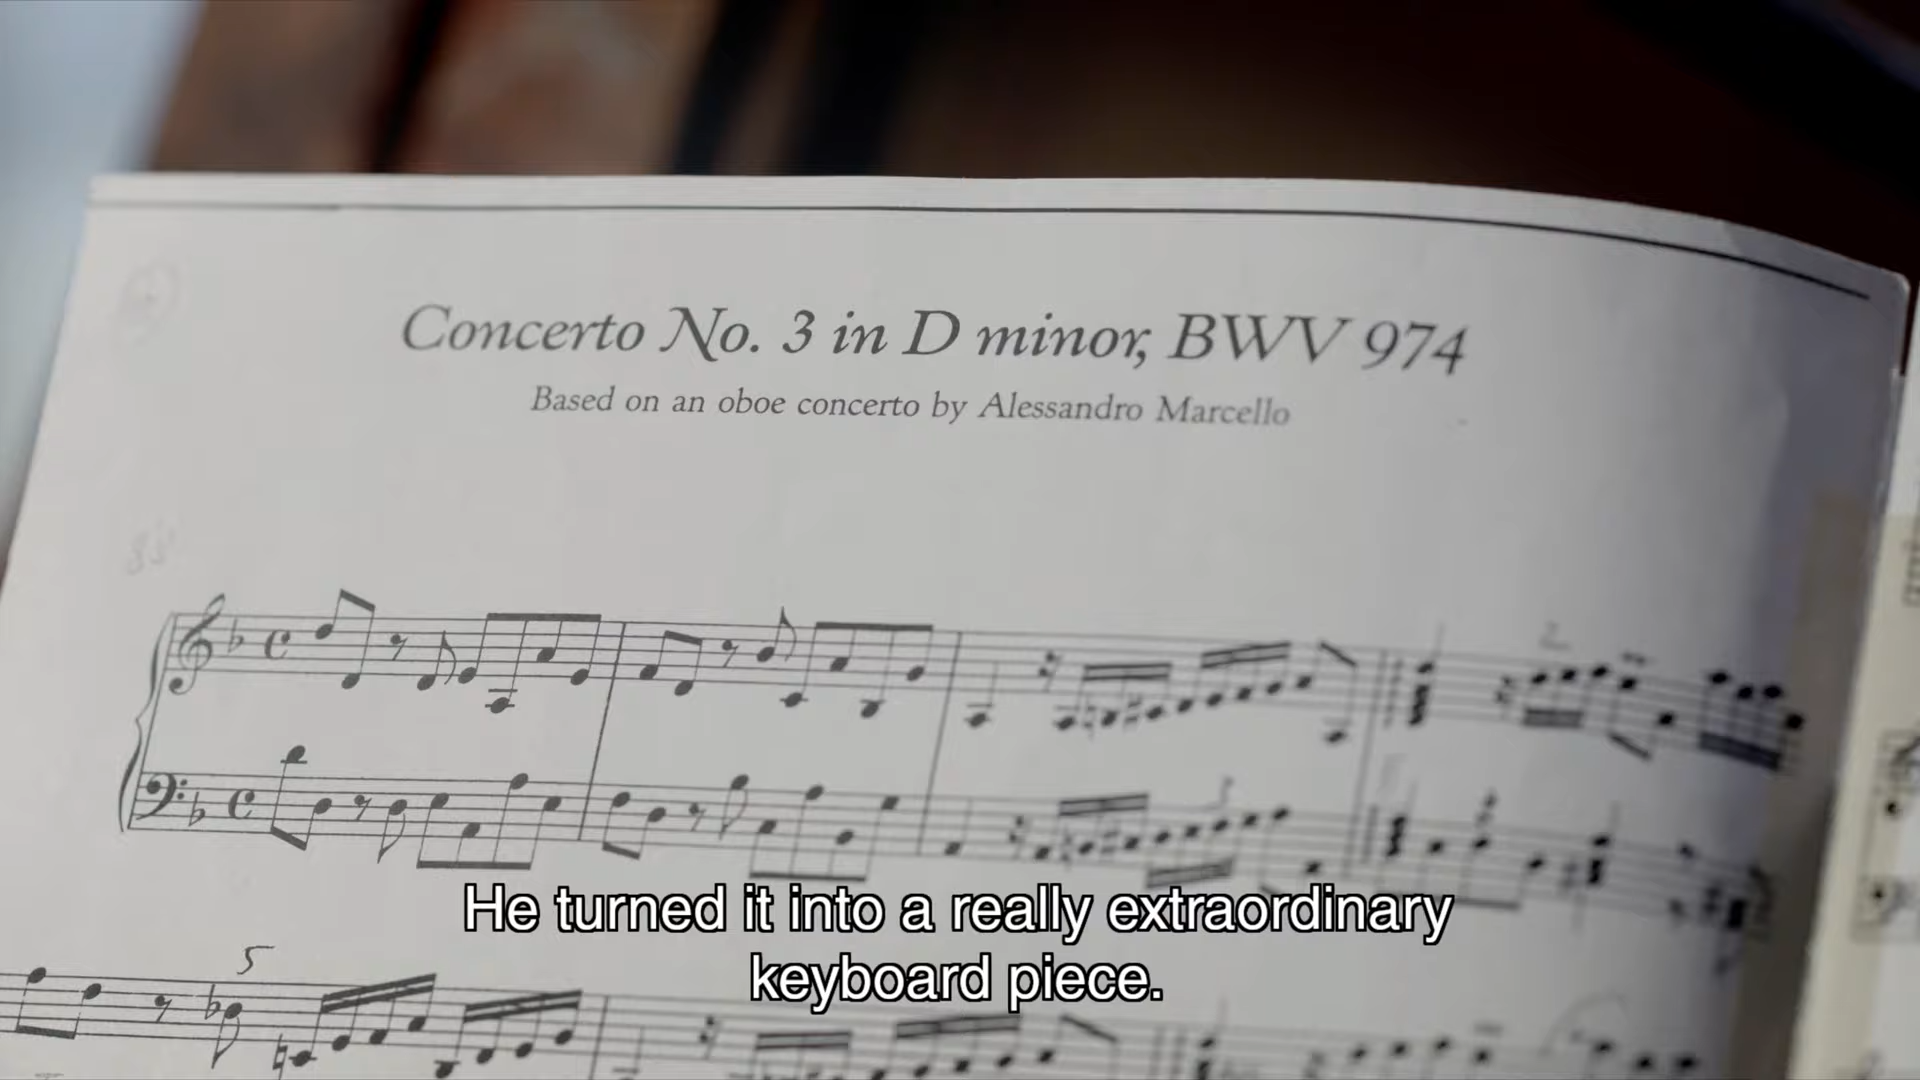 Concerto No. 3 in D minor, BWV 974
Based on an oboe concerto by Alessandro Marcello
5
2
He turned it into a really extraordinary
keyboard piece.